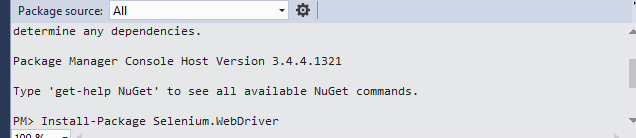 Package source: All
determine any dependencies.
Package Manager Console Host Version 3.4.4.1321
Type 'get-help NuGet' to see all available NuGet commands.
PM> Install-Package Selenium.WebDriver
100 %